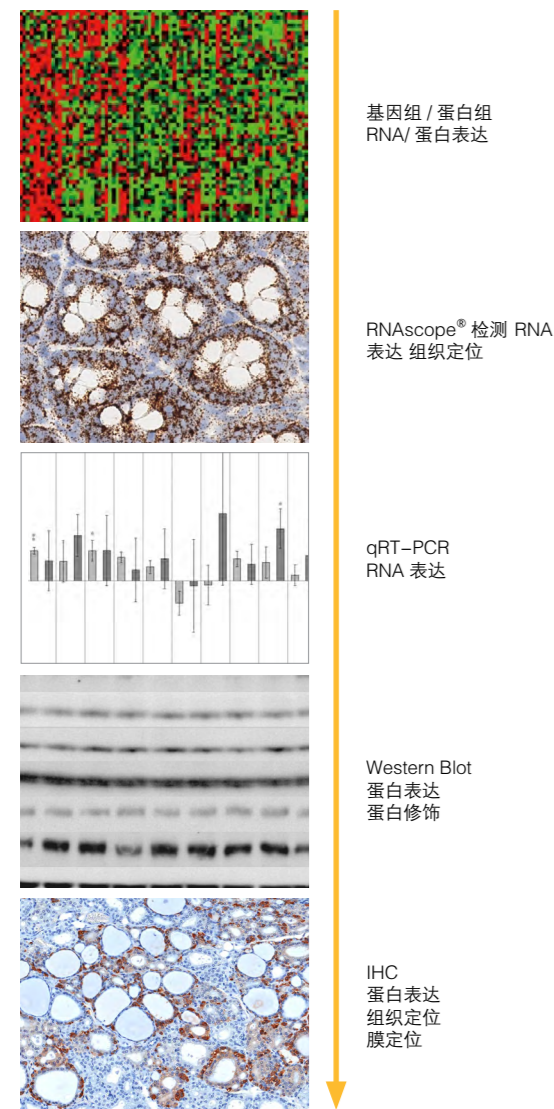 基因组 / 蛋白组
RNA/ 蛋白表达
RNAscope® 检测 RNA
表达 组织定位
**
*
*
qRT-PCR
RNA 表达
Western Blot
蛋白表达
蛋白修饰
IHC
蛋白表达
组织定位
膜定位